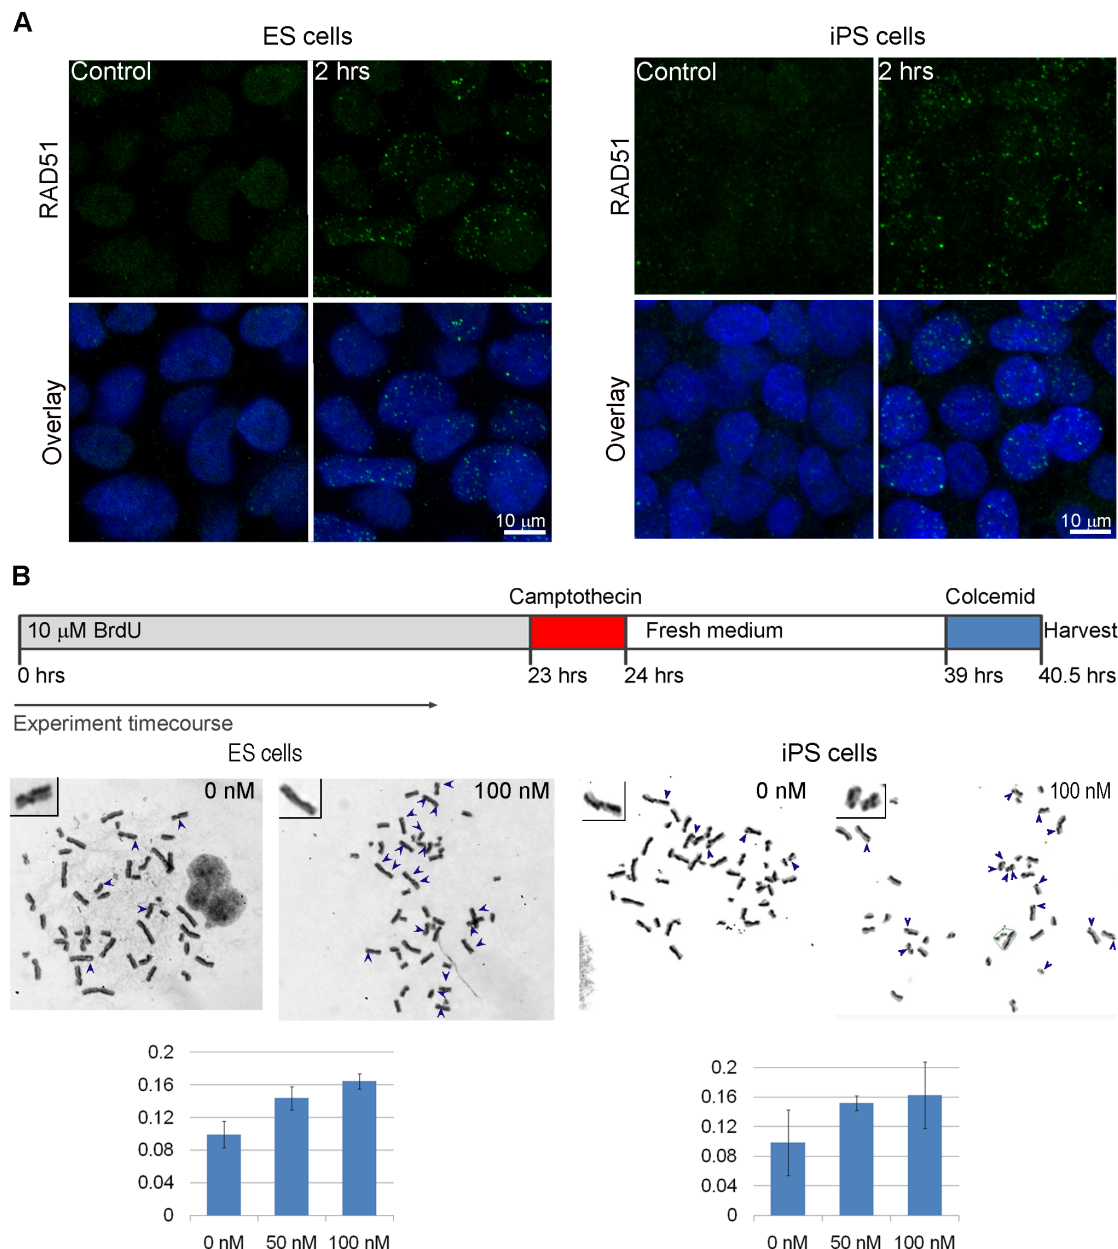 A
ES cells
iPS cells
Control
2 hrs
Control
2 hrs
RAD51
RAD51
Overlay
Overlay
10 μm
10 μm
B
Camptothecin
Colcemid
10 μM BrdU
Fresh medium
Harvest
0 hrs
23 hrs
24 hrs
39 hrs
40.5 hrs
Experiment timecourse
ES cells
iPS cells
0 nM
100 nM
0 nM
100 nM
0.2
0.16
0.12
0.08
0.04
0
0 nM
50 nM
100 nM
0.2
0.16
0.12
0.08
0.04
0
0 nM
50 nM
100 nM